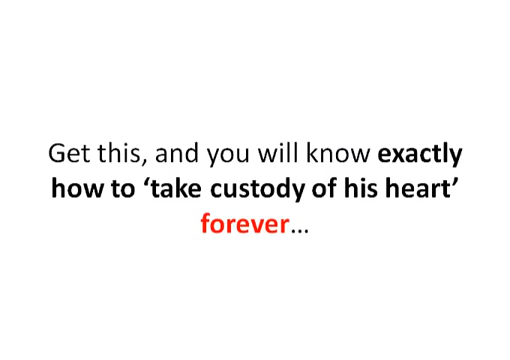 Get this, and you will know exactly
how to ‘take custody of his heart’
forever...